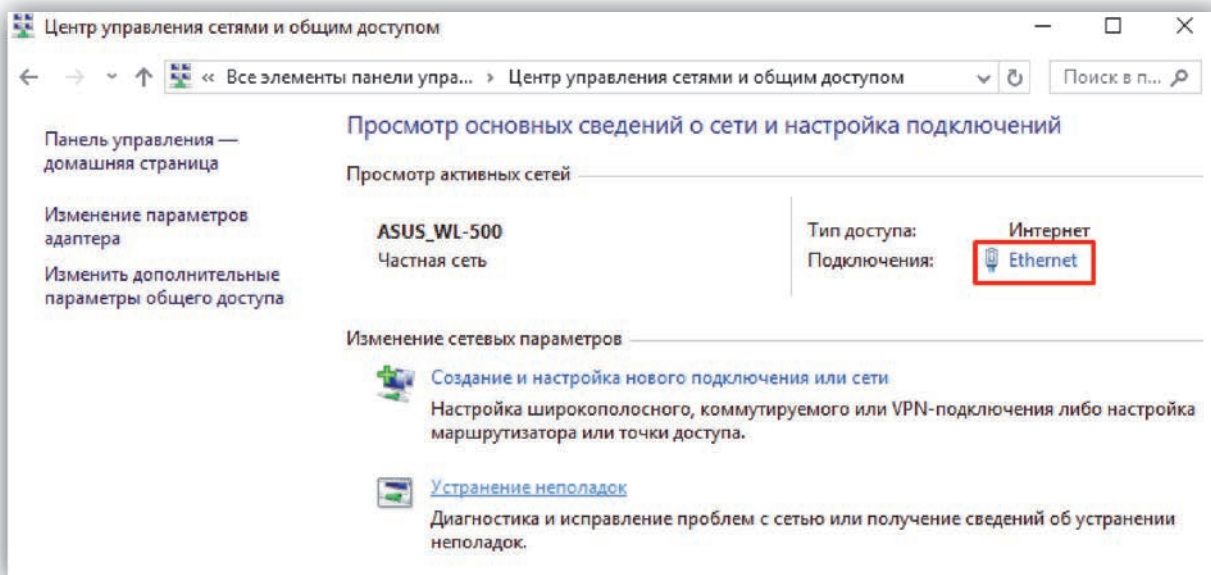 Центр управления сетями и общим доступом
« Все элементы панели упра... › Центр управления сетями и общим доступом
Поиск в п...
Панель управления —
домашняя страница
Изменение параметров
адаптера
Изменить дополнительные
параметры общего доступа
Просмотр основных сведений о сети и настройка подключений
Просмотр активных сетей
ASUS_WL-500
Частная сеть
Тип доступа: Интернет
Подключения: Ethernet
Изменение сетевых параметров
Создание и настройка нового подключения или сети
Настройка широкополосного, коммутируемого или VPN-подключения либо настройка
маршрутизатора или точки доступа.
Устранение неполадок
Диагностика и исправление проблем с сетью или получение сведений об устранении
неполадок.